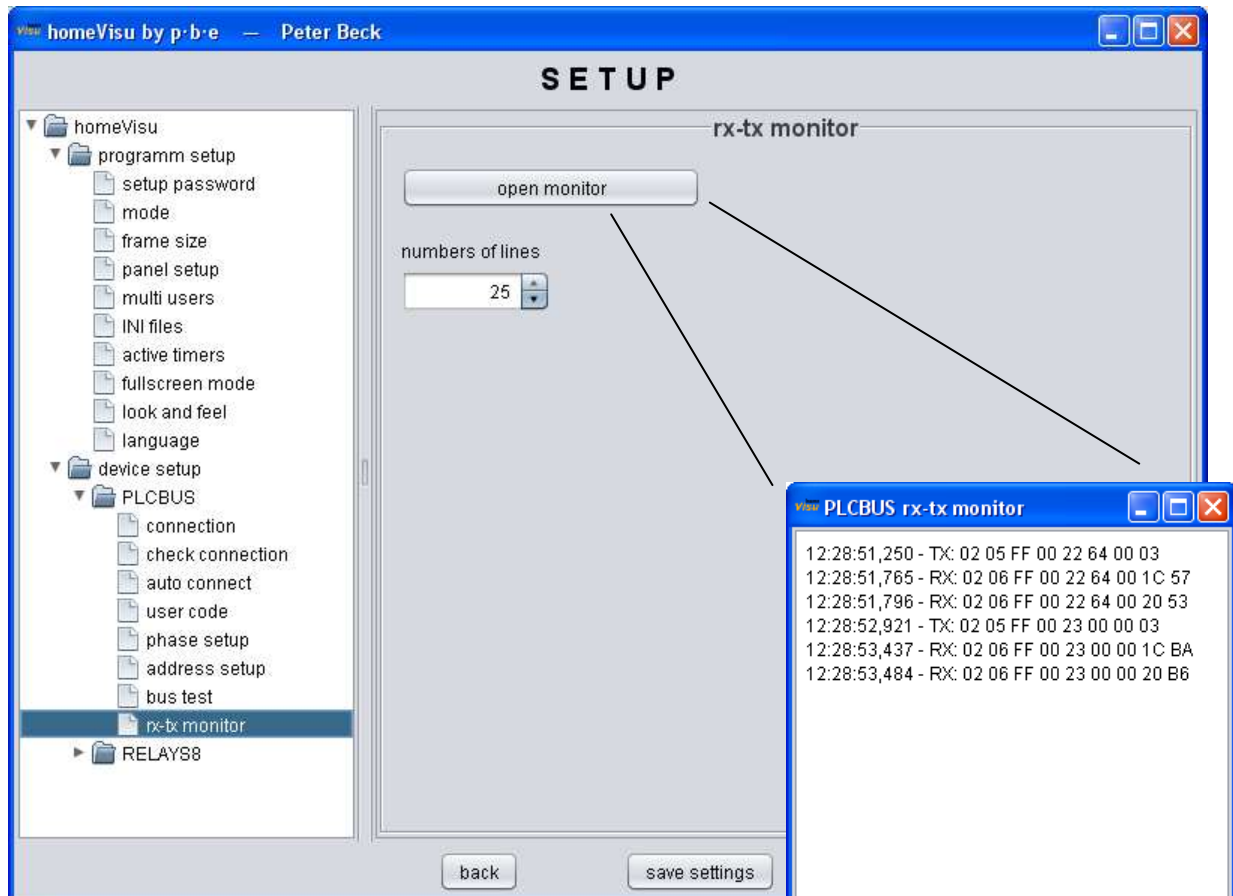 Visu homeVisu by p·b·e — Peter Beck
SETUP
homeVisu
programm setup
setup password
mode
frame size
panel setup
multi users
INI files
active timers
fullscreen mode
look and feel
language
device setup
PLCBUS
connection
check connection
auto connect
user code
phase setup
address setup
bus test
rx-tx monitor
RELAYS8
rx-tx monitor
open monitor
numbers of lines
25
Visu PLCBUS rx-tx monitor
12:28:51,250 - TX: 02 05 FF 00 22 64 00 03
12:28:51,765 - RX: 02 06 FF 00 22 64 00 1C 57
12:28:51,796 - RX: 02 06 FF 00 22 64 00 20 53
12:28:52,921 - TX: 02 05 FF 00 23 00 00 03
12:28:53,437 - RX: 02 06 FF 00 23 00 00 1C BA
12:28:53,484 - RX: 02 06 FF 00 23 00 00 20 B6
back
save settings